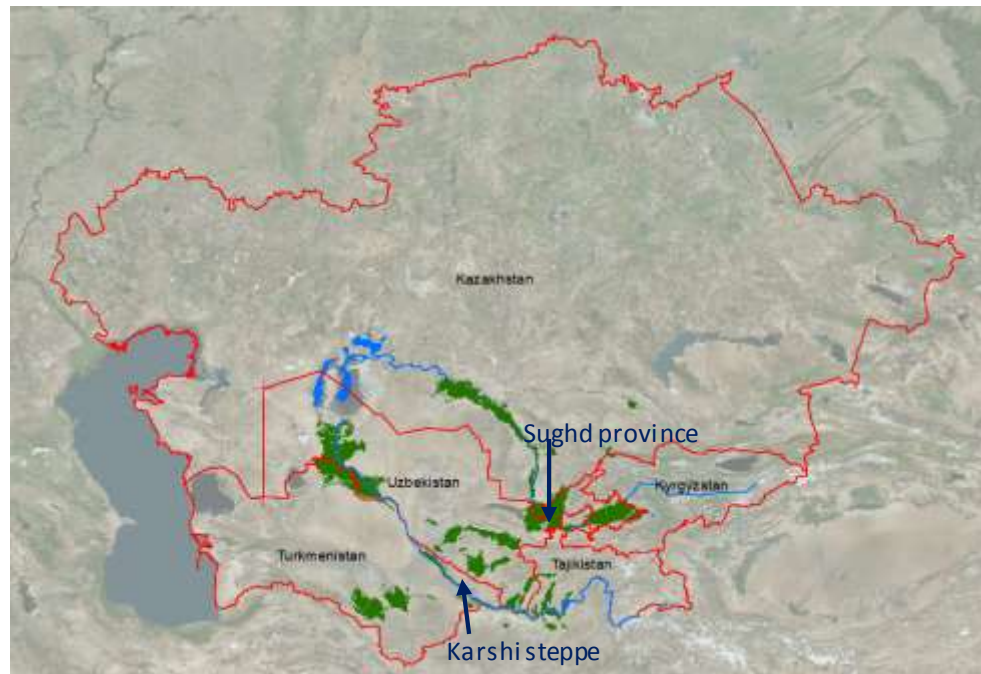 Kazakhstan
Sughd province
Uzbekistan
Kyrgyzstan
Turkmenistan
Tajikistan
Karshi steppe